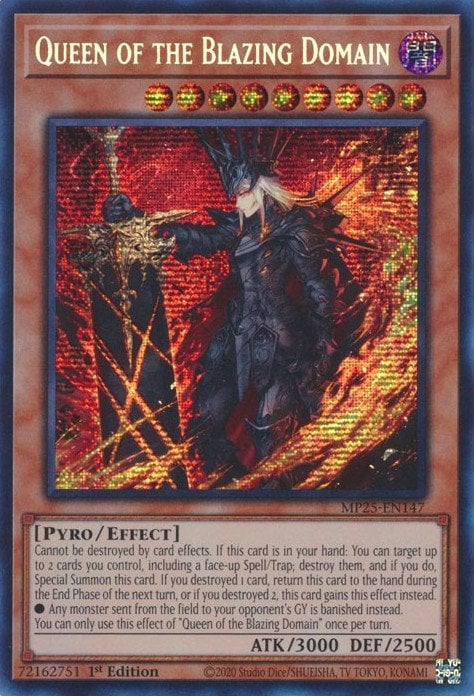 QUEEN OF THE BLAZING DOMAIN
闇
MP25-EN147
[PYRO/EFFECT]
Cannot be destroyed by card effects. If this card is in your hand: You can target
up to 2 cards you control, including a face-up Spell/Trap; destroy them, and if you do,
Special Summon this card. If you destroyed 1 card, return this card to the hand during
the End Phase of the next turn, or if you destroyed 2, this card gains this effect instead.
● Any monster sent from the field to your opponent's GY is banished instead.
You can only use this effect of "Queen of the Blazing Domain" once per turn.
ATK/3000 DEF/2500
72162751 1st Edition ©2020 Studio Dice/SHUEISHA, TV TOKYO, KONAMI